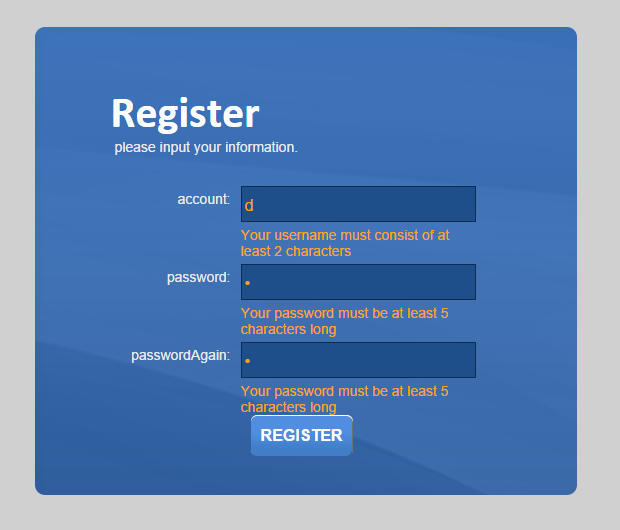 Register
please input your information.
account:
d
Your username must consist of at
least 2 characters
password:
•
Your password must be at least 5
characters long
passwordAgain:
•
Your password must be at least 5
characters long
REGISTER